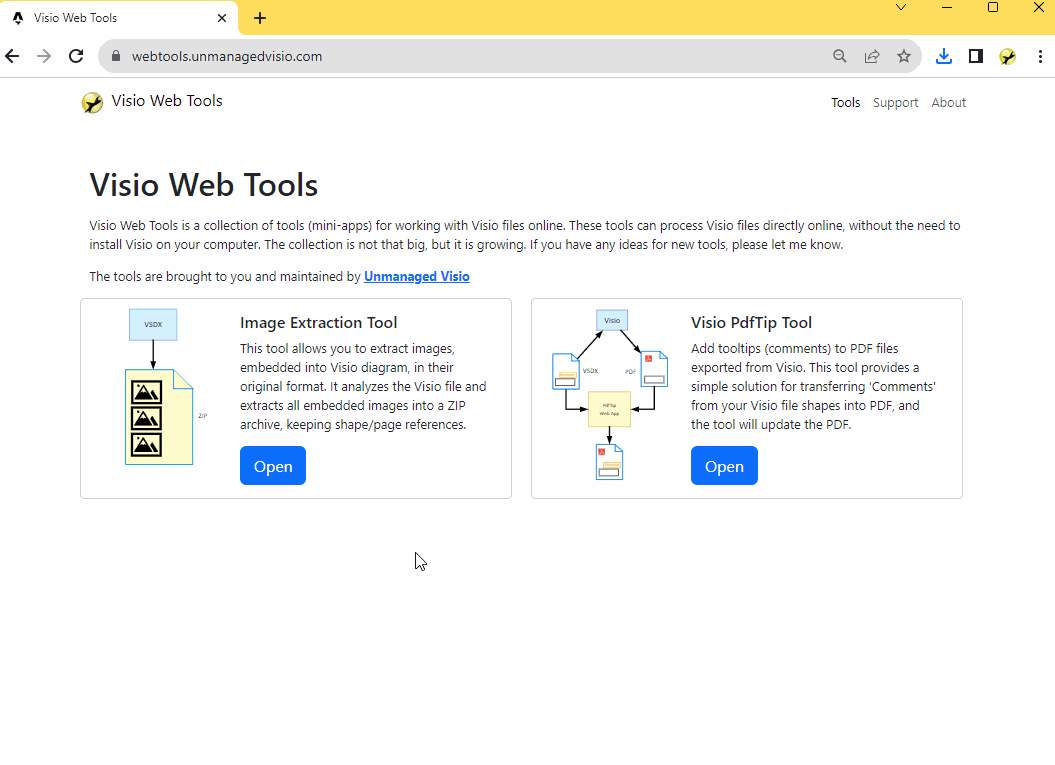 Visio Web Tools
webtools.unmanagedvisio.com
Visio Web Tools
Tools Support About
Visio Web Tools
Visio Web Tools is a collection of tools (mini-apps) for working with Visio files online. These tools can process Visio files directly online, without the need to
install Visio on your computer. The collection is not that big, but it is growing. If you have any ideas for new tools, please let me know.
The tools are brought to you and maintained by Unmanaged Visio
VSDX
ZIP
Image Extraction Tool
This tool allows you to extract images,
embedded into Visio diagram, in their
original format. It analyzes the Visio file and
extracts all embedded images into a ZIP
archive, keeping shape/page references.
Open
Visio
VSDX
PDF
PdfTip
Web App
Visio PdfTip Tool
Add tooltips (comments) to PDF files
exported from Visio. This tool provides a
simple solution for transferring 'Comments'
from your Visio file shapes into PDF, and
the tool will update the PDF.
Open